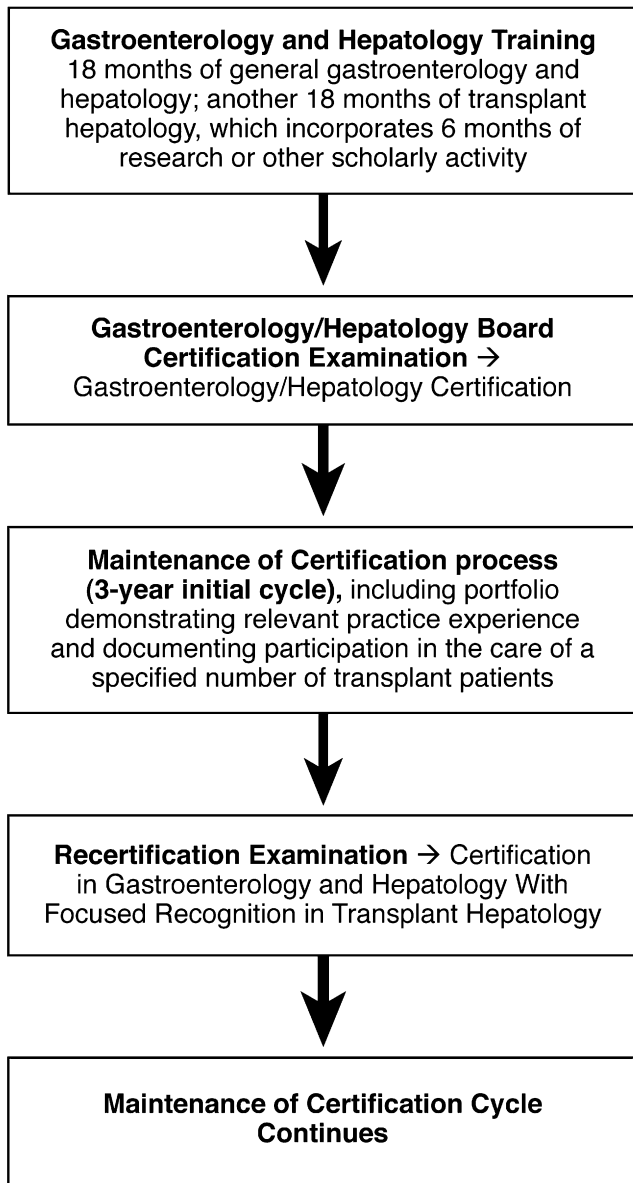 Gastroenterology and Hepatology Training
18 months of general gastroenterology and
hepatology; another 18 months of transplant
hepatology, which incorporates 6 months of
research or other scholarly activity
Gastroenterology/Hepatology Board
Certification Examination →
Gastroenterology/Hepatology Certification
Maintenance of Certification process
(3-year initial cycle), including portfolio
demonstrating relevant practice experience
and documenting participation in the care of a
specified number of transplant patients
Recertification Examination → Certification
in Gastroenterology and Hepatology With
Focused Recognition in Transplant Hepatology
Maintenance of Certification Cycle
Continues